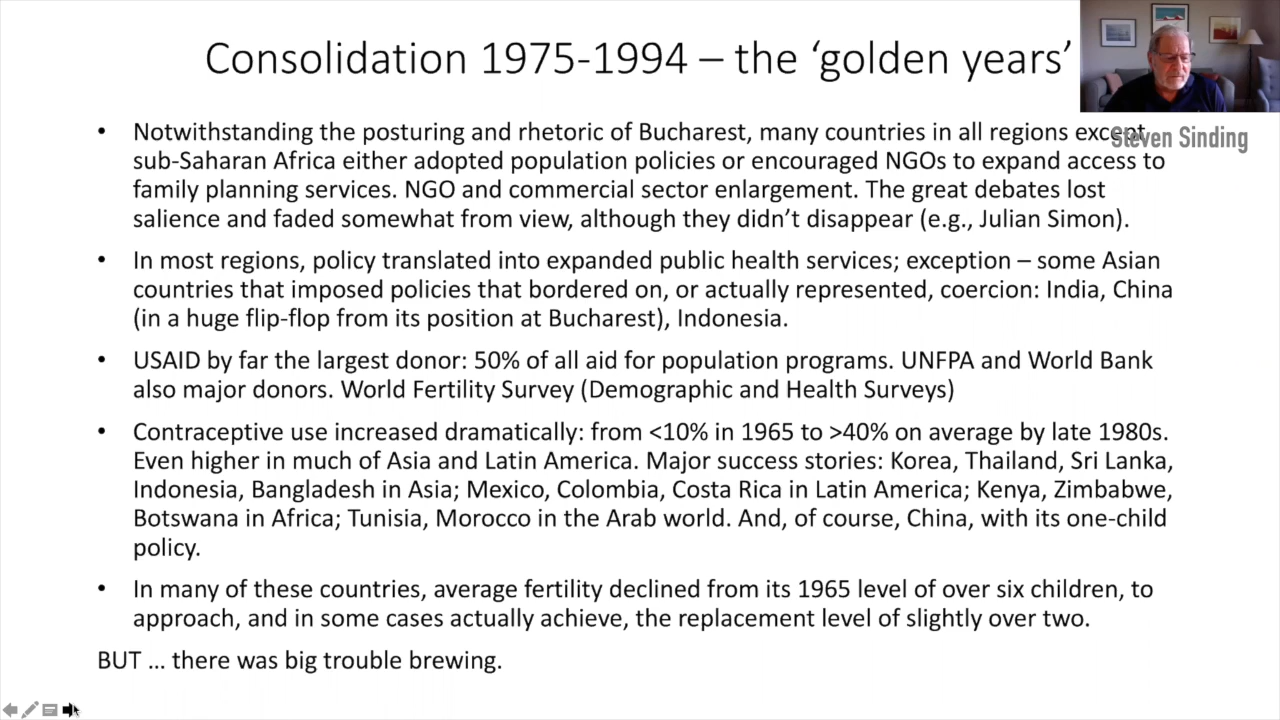 Consolidation 1975-1994 – the ‘golden years’
Steven Sinding
• Notwithstanding the posturing and rhetoric of Bucharest, many countries in all regions except
sub-Saharan Africa either adopted population policies or encouraged NGOs to expand access to
family planning services. NGO and commercial sector enlargement. The great debates lost
salience and faded somewhat from view, although they didn’t disappear (e.g., Julian Simon).
• In most regions, policy translated into expanded public health services; exception – some Asian
countries that imposed policies that bordered on, or actually represented, coercion: India, China
(in a huge flip-flop from its position at Bucharest), Indonesia.
• USAID by far the largest donor: 50% of all aid for population programs. UNFPA and World Bank
also major donors. World Fertility Survey (Demographic and Health Surveys)
• Contraceptive use increased dramatically: from <10% in 1965 to >40% on average by late 1980s.
Even higher in much of Asia and Latin America. Major success stories: Korea, Thailand, Sri Lanka,
Indonesia, Bangladesh in Asia; Mexico, Colombia, Costa Rica in Latin America; Kenya, Zimbabwe,
Botswana in Africa; Tunisia, Morocco in the Arab world. And, of course, China, with its one-child
policy.
• In many of these countries, average fertility declined from its 1965 level of over six children, to
approach, and in some cases actually achieve, the replacement level of slightly over two.
BUT … there was big trouble brewing.